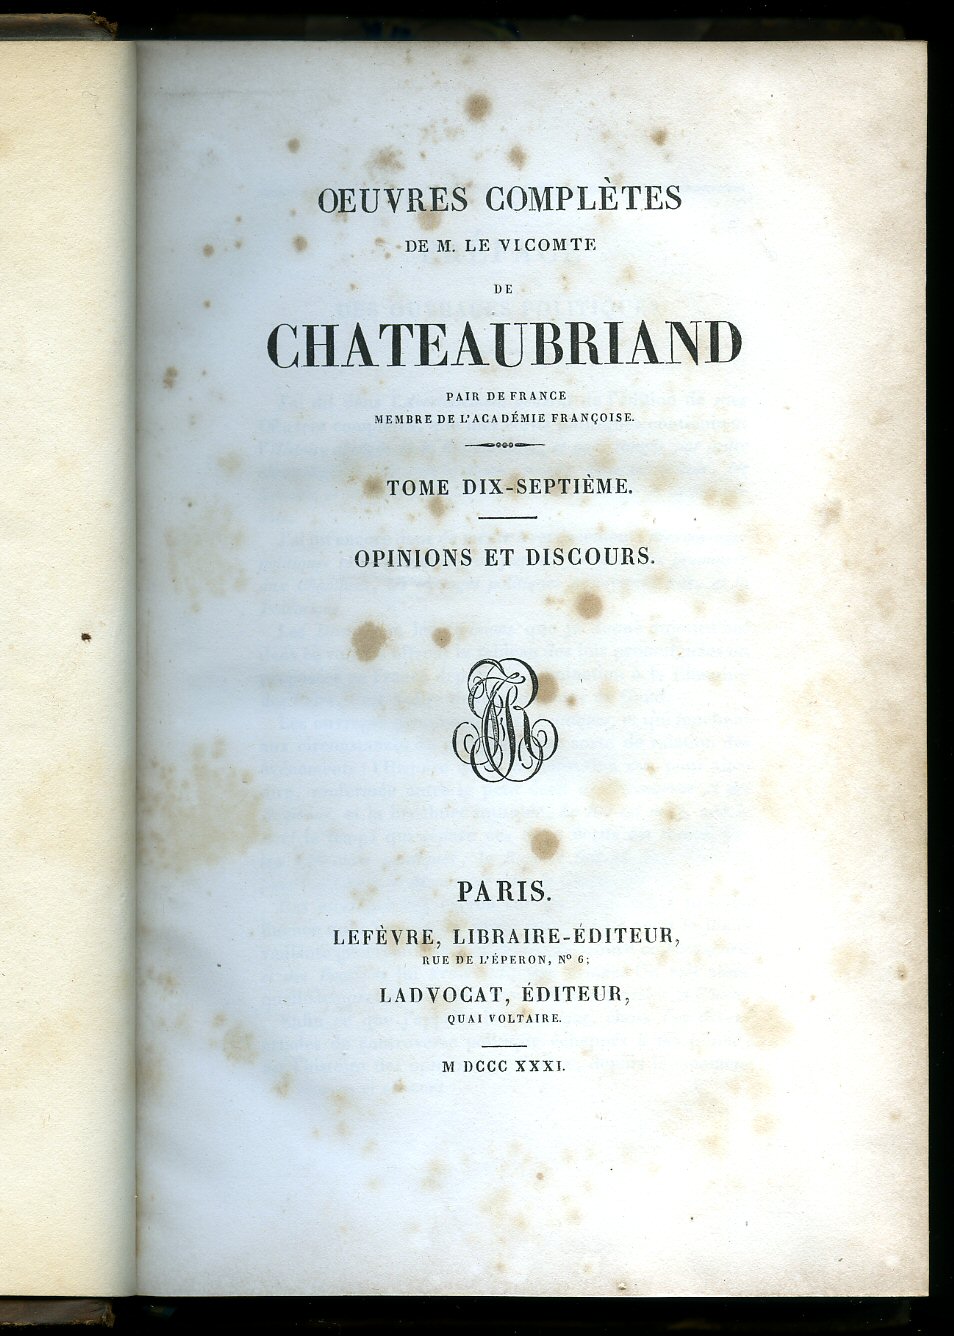 OEUVRES COMPLÈTES
DE M. LE VICOMTE
DE
CHATEAUBRIAND
PAIR DE FRANCE
MEMBRE DE L'ACADÉMIE FRANÇOISE.
TOME DIX-SEPTIÈME.
OPINIONS ET DISCOURS.
PARIS.
LEFÈVRE, LIBRAIRE-ÉDITEUR,
RUE DE L'ÉPERON, Nº 6;
LADVOCAT, ÉDITEUR,
QUAI VOLTAIRE.
M DCCC XXXI.